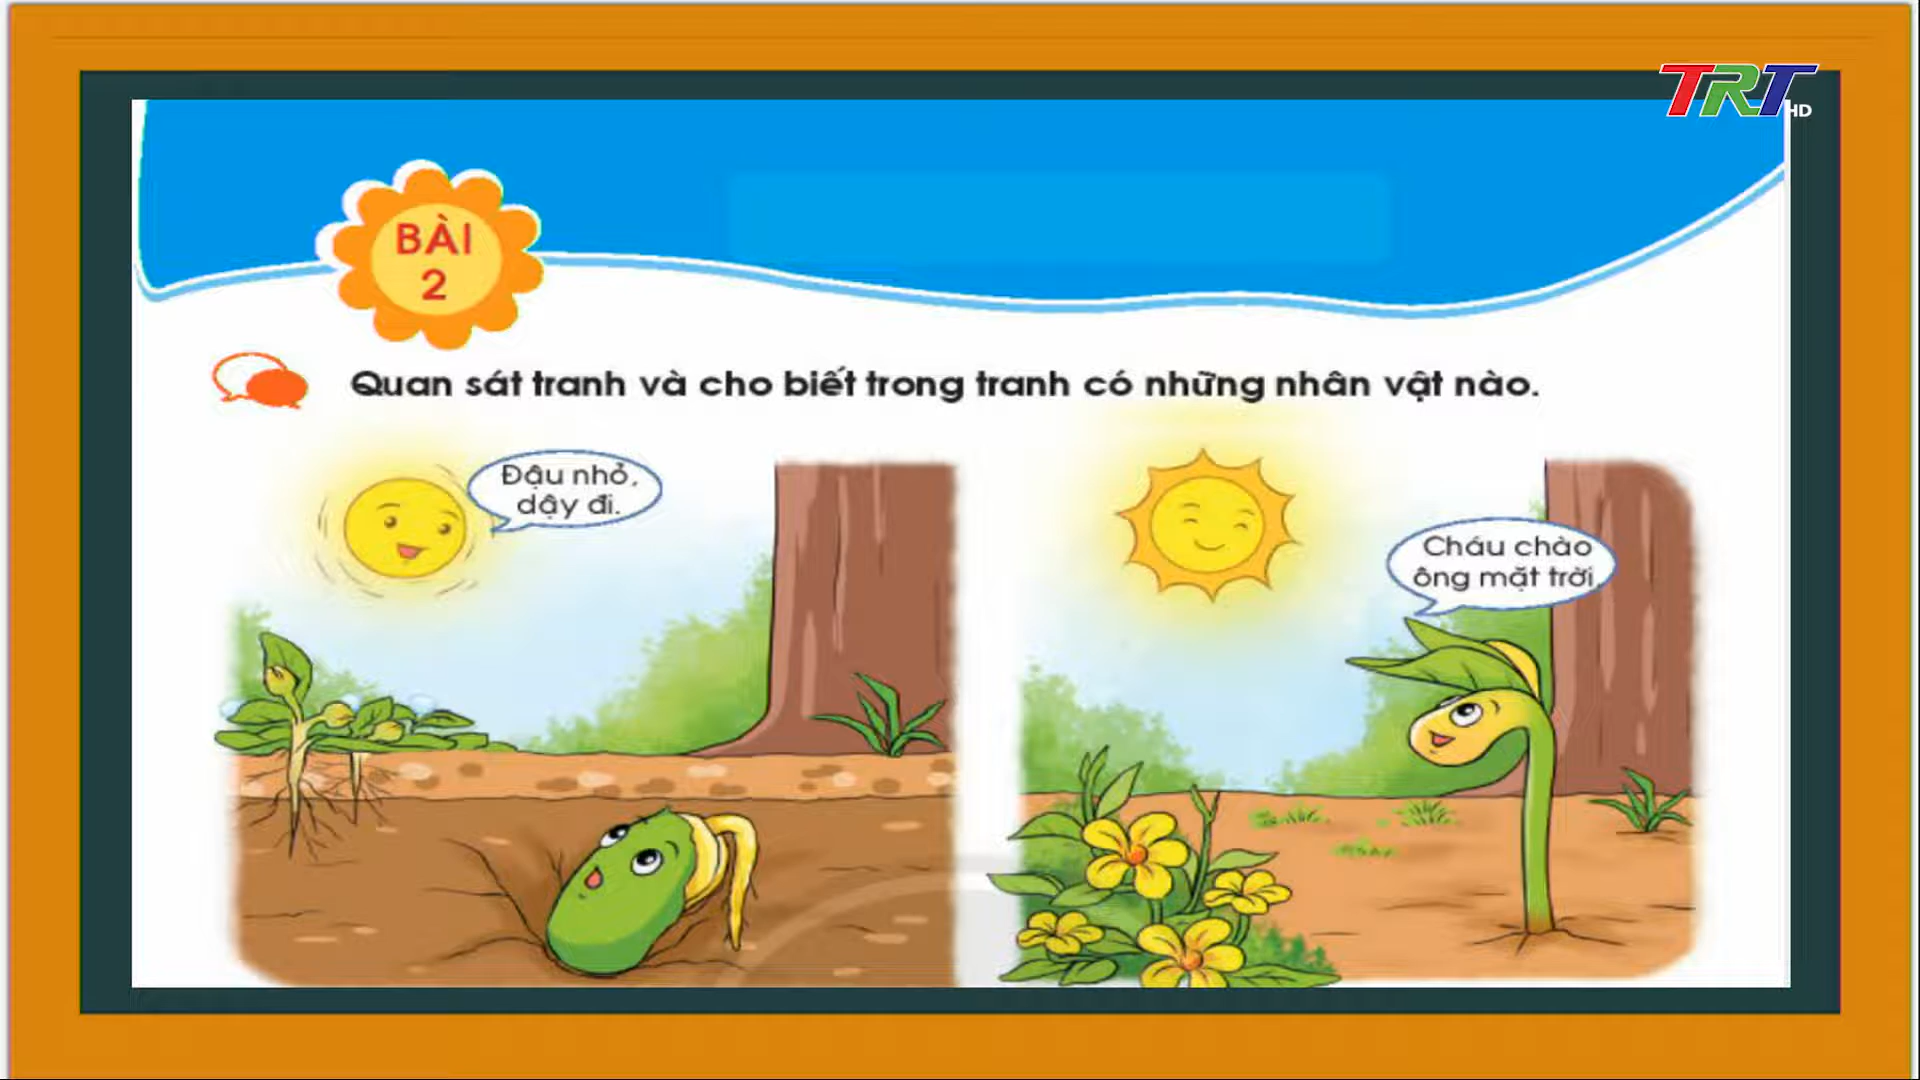 TRT HD
BÀI
2
Quan sát tranh và cho biết trong tranh có những nhân vật nào.
Đậu nhỏ,
dậy đi.
Cháu chào
ông mặt trời.